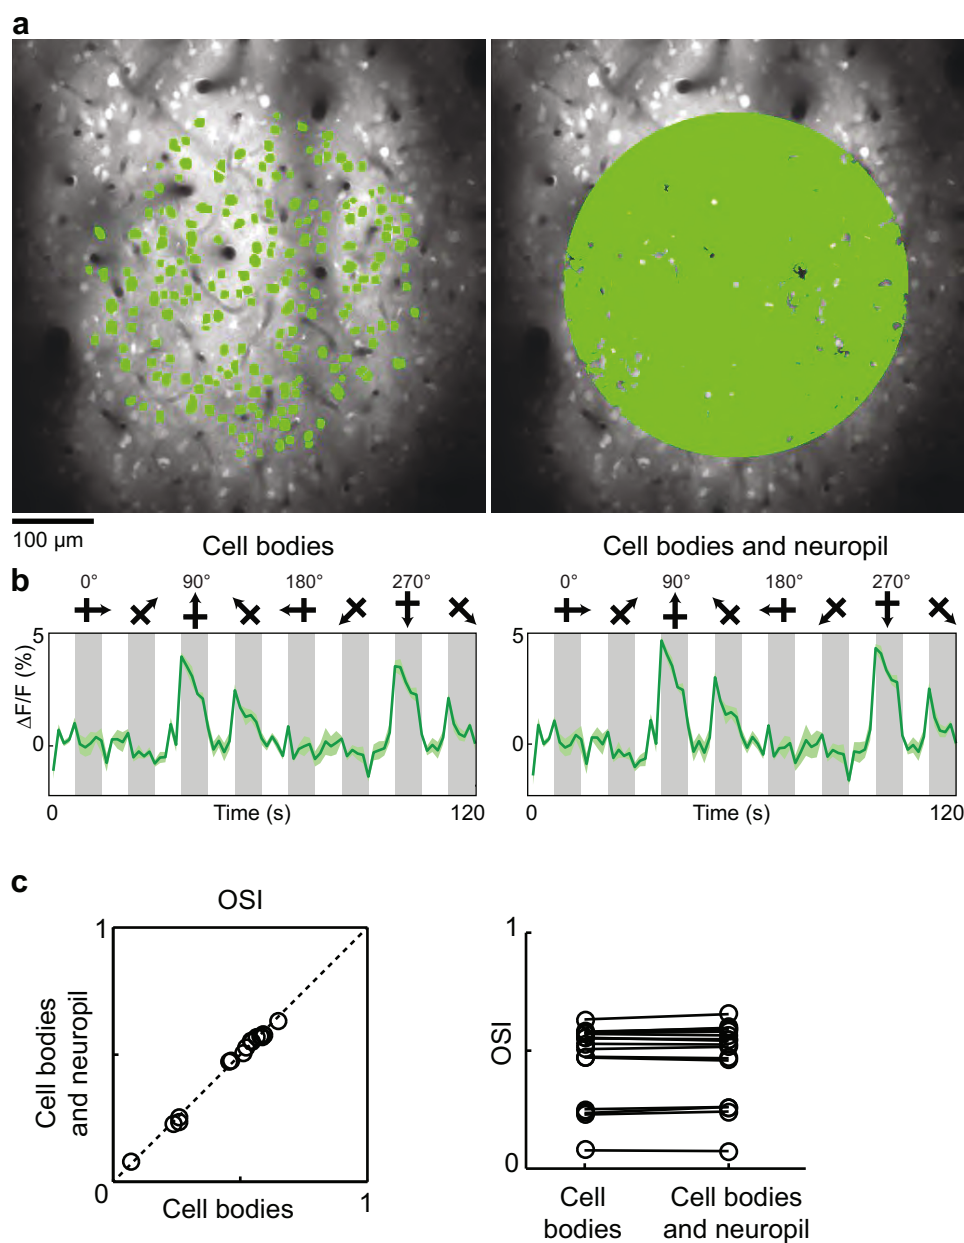 a
100 µm
Cell bodies
Cell bodies and neuropil
b
0° 90° 180° 270°
0° 90° 180° 270°
5
ΔF/F (%)
0
0 Time (s) 120
5
0
0 Time (s) 120
c
OSI
1
Cell bodies
and neuropil
0
Cell bodies
1
1
OSI
0
Cell
bodies
Cell bodies
and neuropil